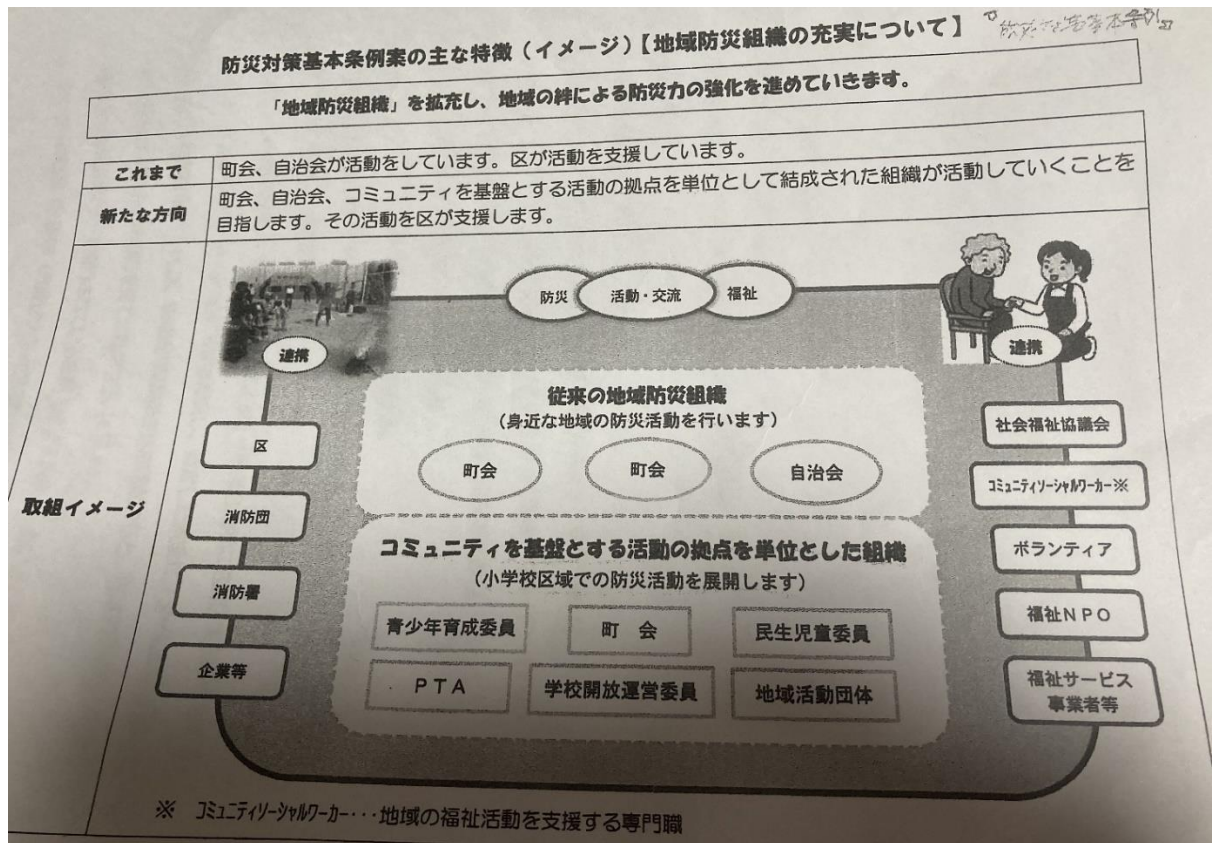 防災対策基本条例案の主な特徴(イメージ)【地域防災組織の充実について】
「地域防災組織」を拡充し、地域の絆による防災力の強化を進めていきます。
これまで
町会、自治会が活動をしています。区が活動を支援しています。
新たな方向
町会、自治会、コミュニティを基盤とする活動の拠点を単位として結成された組織が活動していくことを
目指します。その活動を区が支援します。
取組イメージ
防災
活動・交流
福祉
連携
連携
従来の地域防災組織
(身近な地域の防災活動を行います)
町会
町会
自治会
コミュニティを基盤とする活動の拠点を単位とした組織
(小学校区域での防災活動を展開します)
青少年育成委員
町 会
民生児童委員
PTA
学校開放運営委員
地域活動団体
区
消防団
消防署
企業等
社会福祉協議会
コミュニティソーシャルワーカー※
ボランティア
福祉NPO
福祉サービス
事業者等
※ コミュニティソーシャルワーカー・・・地域の福祉活動を支援する専門職